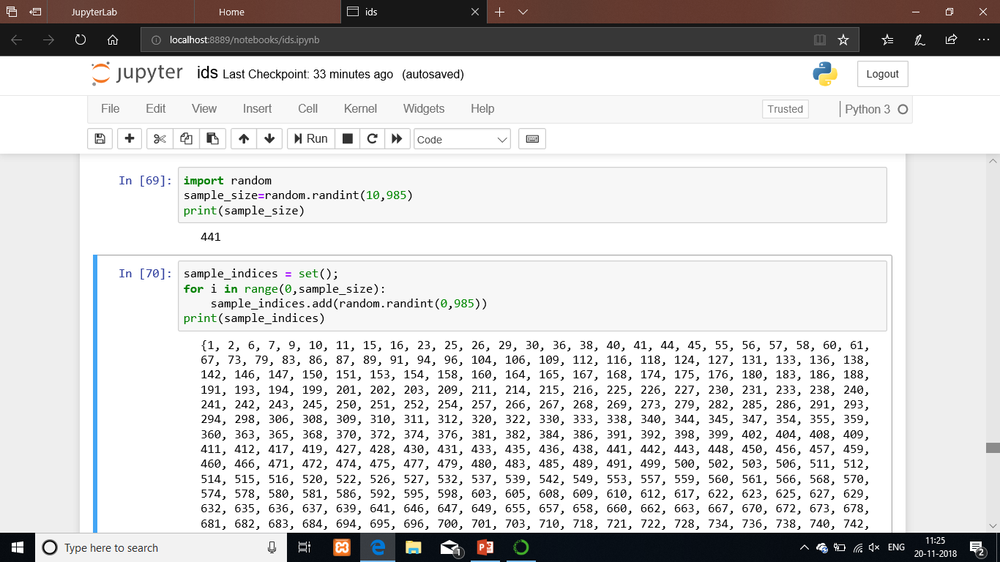 JupyterLab Home ids
localhost:8889/notebooks/ids.ipynb
jupyter ids Last Checkpoint: 33 minutes ago (autosaved) Logout
File Edit View Insert Cell Kernel Widgets Help Trusted Python 3
Run Code
In [69]: import random
sample_size=random.randint(10,985)
print(sample_size)
441
In [70]: sample_indices = set();
for i in range(0,sample_size):
    sample_indices.add(random.randint(0,985))
print(sample_indices)
{1, 2, 6, 7, 9, 10, 11, 15, 16, 23, 25, 26, 29, 30, 36, 38, 40, 41, 44, 45, 55, 56, 57, 58, 60, 61,
67, 73, 79, 83, 86, 87, 89, 91, 94, 96, 104, 106, 109, 112, 116, 118, 124, 127, 131, 133, 136, 138,
142, 146, 147, 150, 151, 153, 154, 158, 160, 164, 165, 167, 168, 174, 175, 176, 180, 183, 186, 188,
191, 193, 194, 199, 201, 202, 203, 209, 211, 214, 215, 216, 225, 226, 227, 230, 231, 233, 238, 240,
241, 242, 243, 245, 250, 251, 252, 254, 257, 266, 267, 268, 269, 273, 279, 282, 285, 286, 291, 293,
294, 298, 306, 308, 309, 310, 311, 312, 320, 322, 330, 333, 338, 340, 344, 345, 347, 354, 355, 359,
360, 363, 365, 368, 370, 372, 374, 376, 381, 382, 384, 386, 391, 392, 398, 399, 402, 404, 408, 409,
411, 412, 417, 419, 427, 428, 430, 431, 433, 435, 436, 438, 441, 442, 443, 448, 450, 456, 457, 459,
460, 466, 471, 472, 474, 475, 477, 479, 480, 483, 485, 489, 491, 499, 500, 502, 503, 506, 511, 512,
514, 515, 516, 520, 522, 526, 527, 532, 537, 539, 542, 549, 553, 557, 559, 560, 561, 566, 568, 570,
574, 578, 580, 581, 586, 592, 595, 598, 603, 605, 608, 609, 610, 612, 617, 622, 623, 625, 627, 629,
632, 635, 636, 637, 639, 641, 646, 647, 649, 655, 657, 658, 660, 662, 663, 667, 670, 672, 673, 678,
681, 682, 683, 684, 694, 695, 696, 700, 701, 703, 710, 718, 721, 722, 728, 734, 736, 738, 740, 742,
Type here to search 1 ENG 11:25
20-11-2018 2